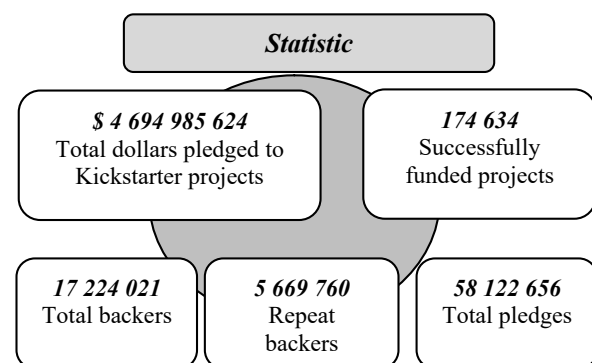 Statistic
$ 4 694 985 624
Total dollars pledged to
Kickstarter projects
174 634
Successfully
funded projects
17 224 021
Total backers
5 669 760
Repeat
backers
58 122 656
Total pledges